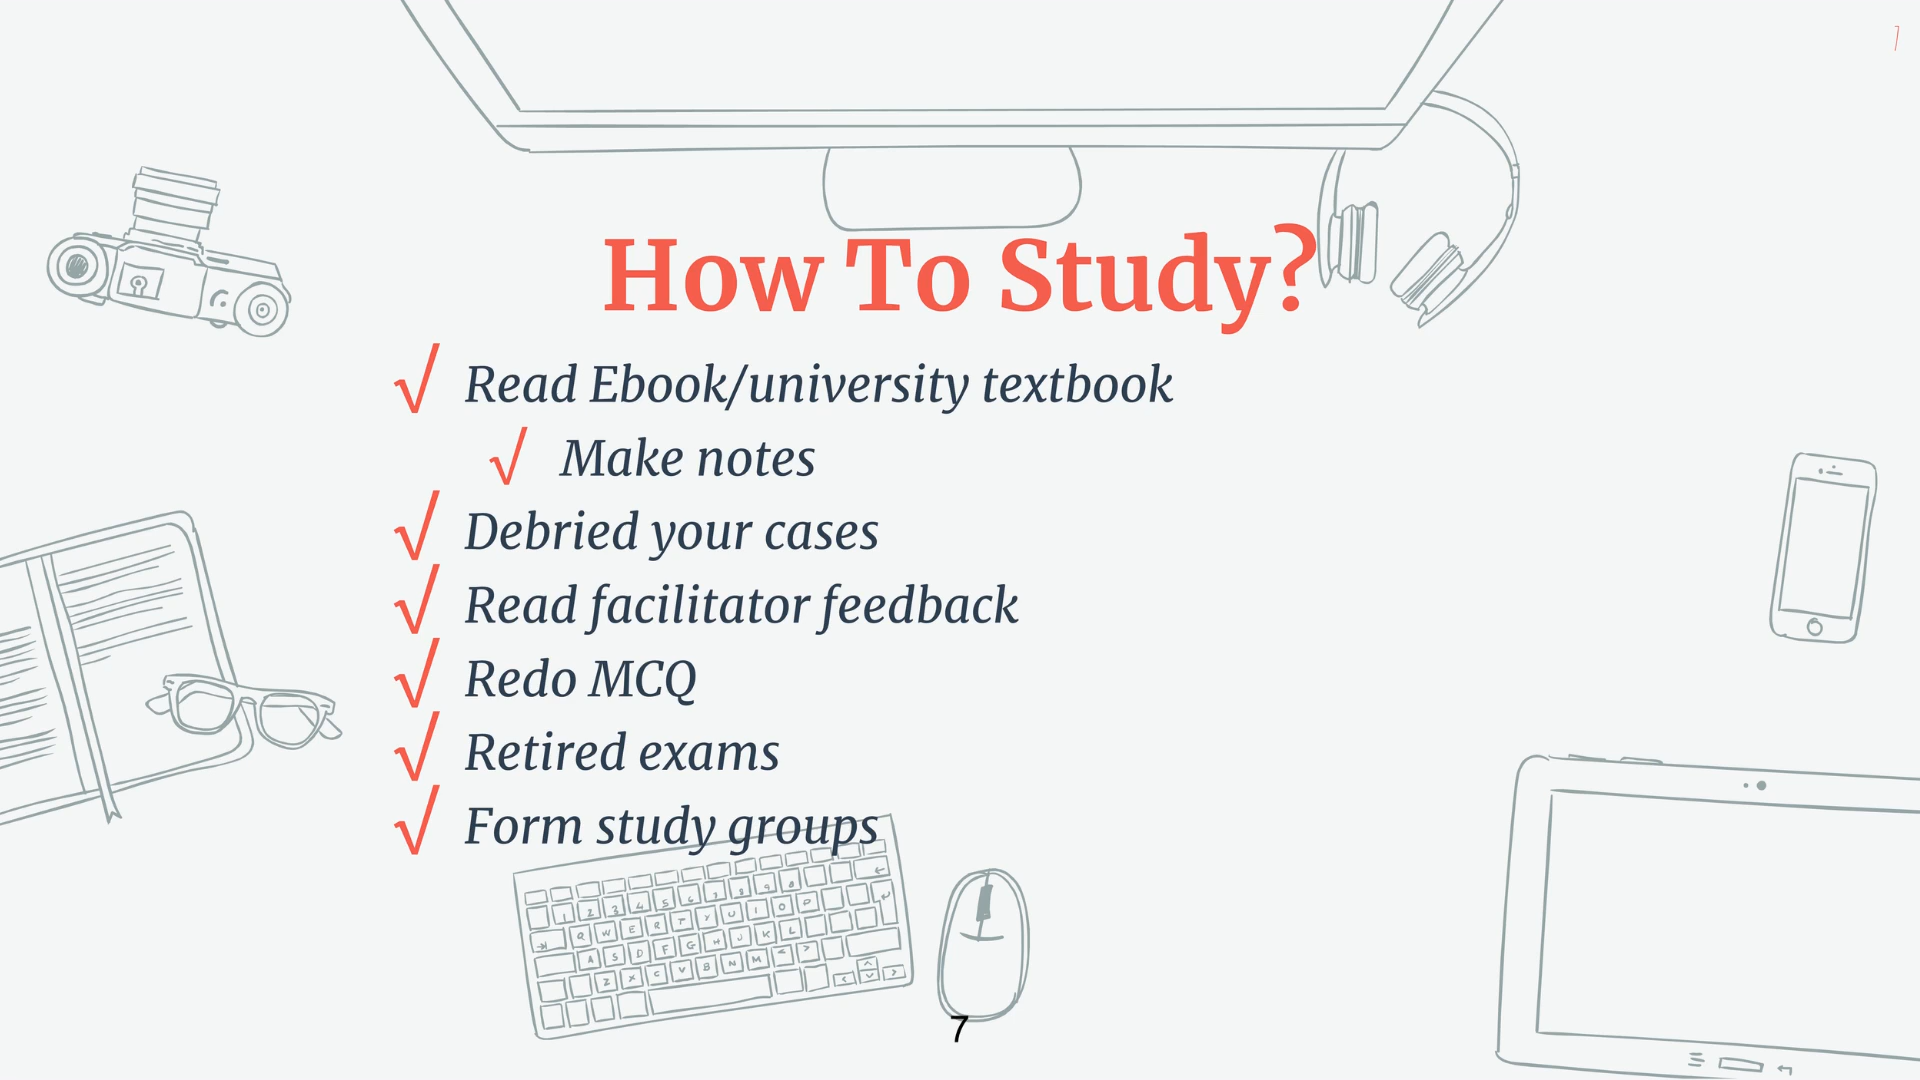 7
How To Study?
√ Read Ebook/university textbook
√ Make notes
√ Debried your cases
√ Read facilitator feedback
√ Redo MCQ
√ Retired exams
√ Form study groups
7